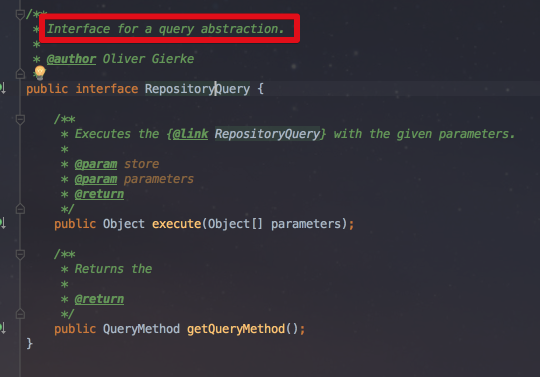 /**
* Interface for a query abstraction.
*
* @author Oliver Gierke
*/
public interface RepositoryQuery {
/**
* Executes the {@link RepositoryQuery} with the given parameters.
*
* @param store
* @param parameters
* @return
*/
public Object execute(Object[] parameters);
/**
* Returns the
*
* @return
*/
public QueryMethod getQueryMethod();
}